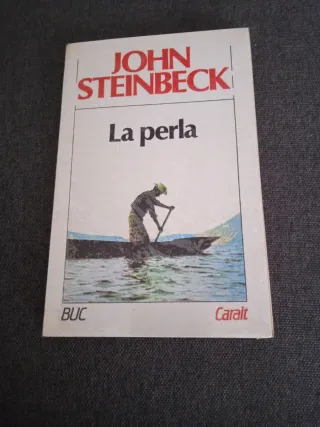 JOHN
STEINBECK
La perla
BUC Caralt